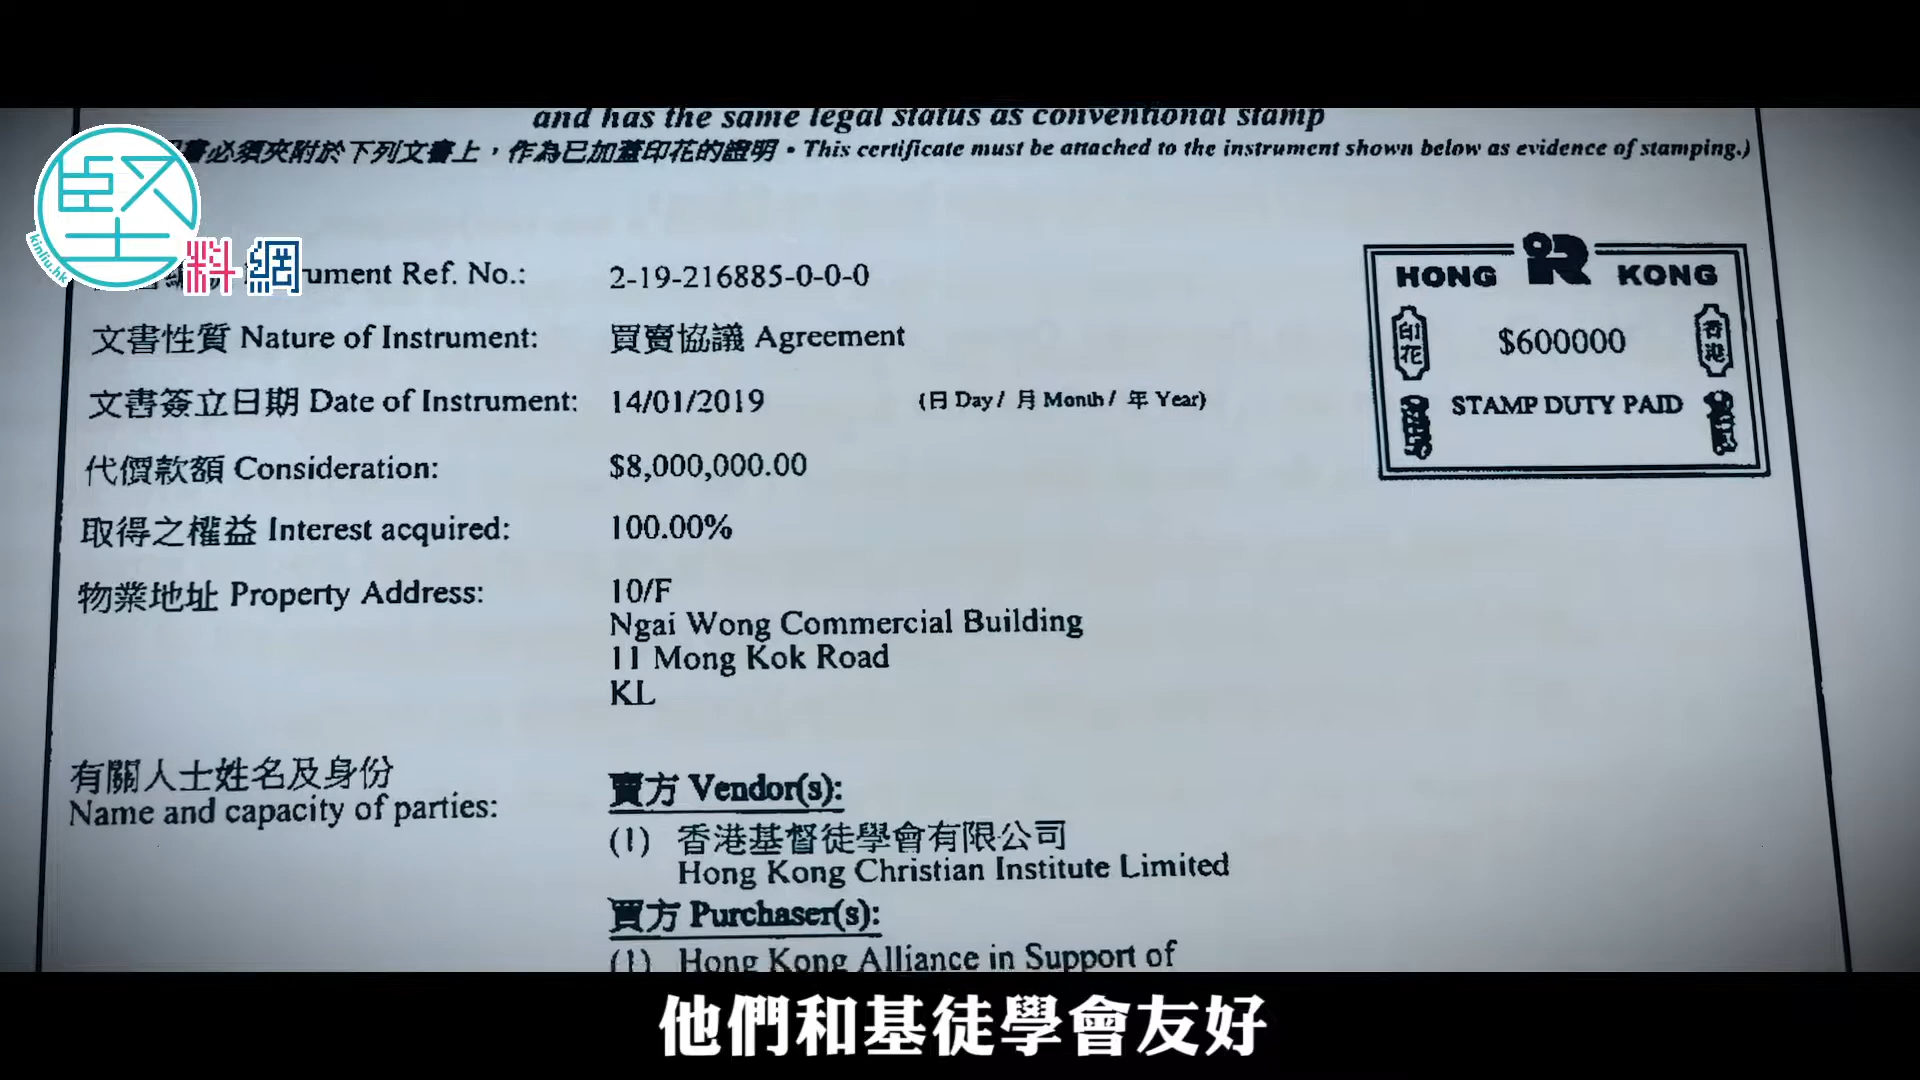 and has the same legal status as conventional stamp
書必須夾附於下列文書上，作為已加蓋印花的證明。This certificate must be attached to the instrument shown below as evidence of stamping.)
堅料網
kinliu.hk
ument Ref. No.: 2-19-216885-0-0-0
文書性質 Nature of Instrument: 買賣協議 Agreement
文書簽立日期 Date of Instrument: 14/01/2019 (日 Day / 月 Month / 年 Year)
代價款額 Consideration: $8,000,000.00
取得之權益 Interest acquired: 100.00%
物業地址 Property Address: 10/F
Ngai Wong Commercial Building
11 Mong Kok Road
KL
HONG KONG
印花
$600000
香港
STAMP DUTY PAID
有關人士姓名及身份
Name and capacity of parties:
賣方 Vendor(s):
(1) 香港基督徒學會有限公司
Hong Kong Christian Institute Limited
買方 Purchaser(s):
(1) Hong Kong Alliance in Support of
他們和基徒學會友好